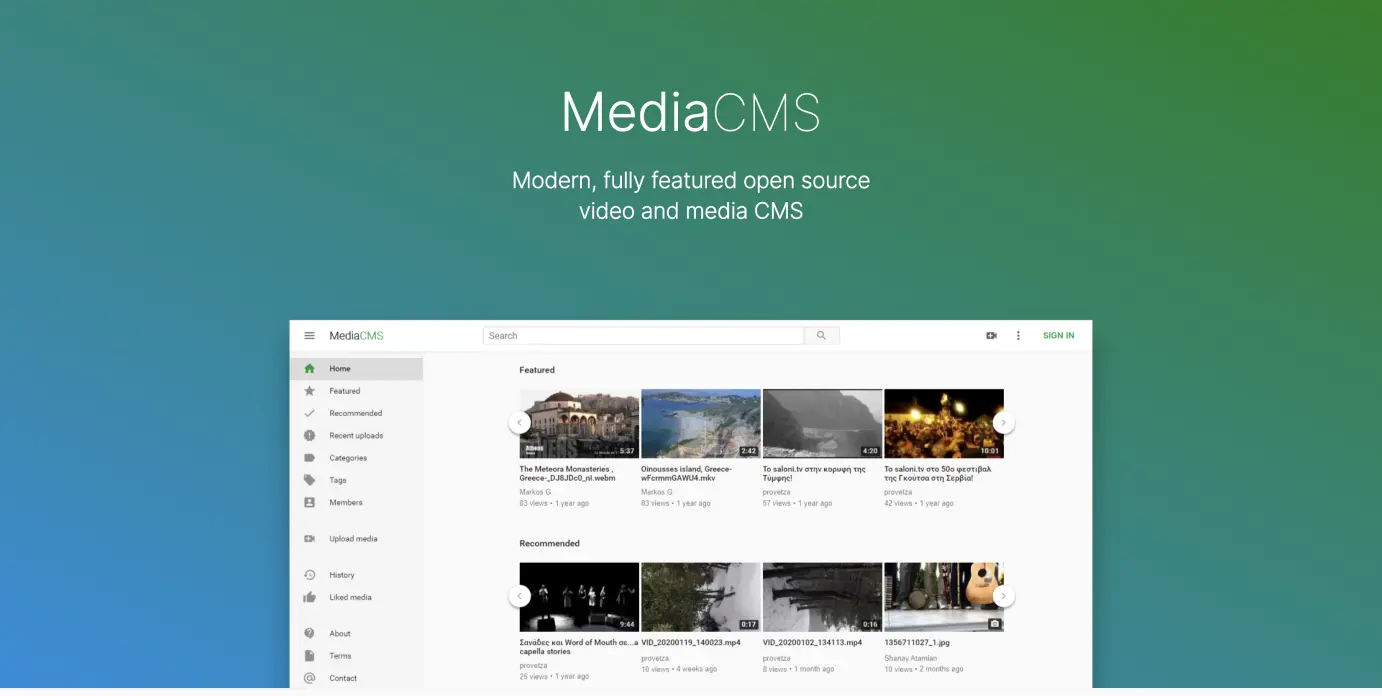 MediaCMS
Modern, fully featured open source
video and media CMS
MediaCMS
Search
SIGN IN
Home
Featured
Recommended
Recent uploads
Categories
Tags
Members
Upload media
History
Liked media
About
Terms
Contact
Featured
Athens
5:37
2:42
4:20
10:01
The Meteora Monasteries ,
Greece-_DJ8JDc0_nI.webm
Markos G.
83 views • 1 year ago
Oinousses island, Greece-
wFcrmmGAWU4.mkv
Markos G.
83 views • 1 year ago
Το saloni.tv στην κορυφή της
Τύμφης!
provetza
57 views • 1 year ago
Το saloni.tv στο 50ο φεστιβαλ
της Γκούτσα στη Σερβία!
provetza
42 views • 1 year ago
Recommended
9:44
0:17
0:16
Σανάδες και Word of Mouth σε...a
capella stories
provetza
25 views • 1 year ago
VID_20200119_140023.mp4
provetza
10 views • 4 weeks ago
VID_20200102_134113.mp4
provetza
8 views • 1 month ago
1356711027_1.jpg
Shanay Atamian
10 views • 2 months ago